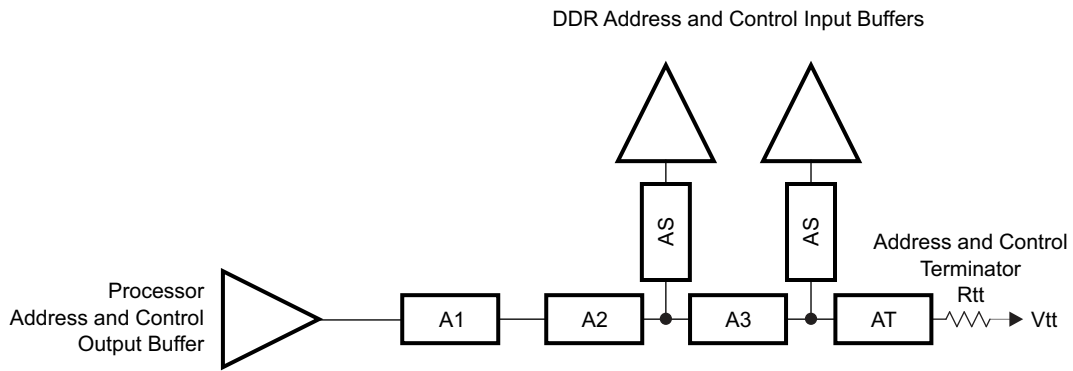 DDR Address and Control Input Buffers
AS
AS
Address and Control
Terminator
Rtt
Processor
Address and Control
Output Buffer
A1
A2
A3
AT
Vtt